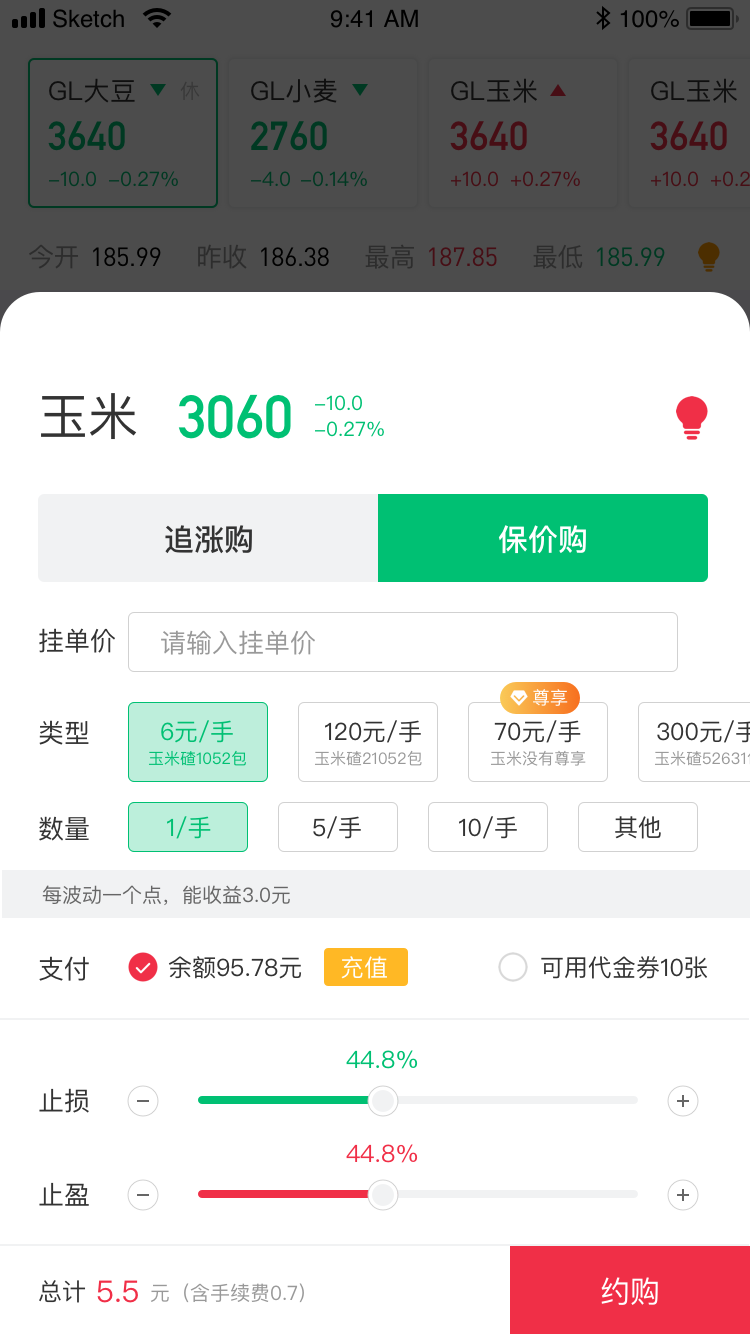 Sketch 9:41 AM 100%
GL大豆 休 GL小麦 GL玉米 GL玉米
3640 2760 3640 3640
−10.0 −0.27% −4.0 −0.14% +10.0 +0.27% +10.0 +0.2
今开 185.99 昨收 186.38 最高 187.85 最低 185.99
玉米 3060 −10.0
−0.27%
追涨购 保价购
挂单价 请输入挂单价
尊享
类型 6元/手 120元/手 70元/手 300元/手
玉米碴1052包 玉米碴21052包 玉米没有尊享 玉米碴52631
数量 1/手 5/手 10/手 其他
每波动一个点，能收益3.0元
支付 余额95.78元 充值 可用代金券10张
44.8%
止损
44.8%
止盈
总计 5.5 元（含手续费0.7） 约购